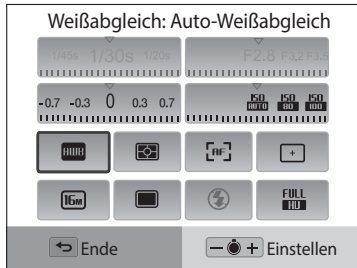 Weißabgleich: Auto-Weißabgleich
1/45s 1/30s 1/20s F2.8 F3.2 F3.5
-0.7 -0.3 0 0.3 0.7 ISO AUTO ISO 80 ISO 100
AWB AF +
16M FULL HD
Ende − + Einstellen